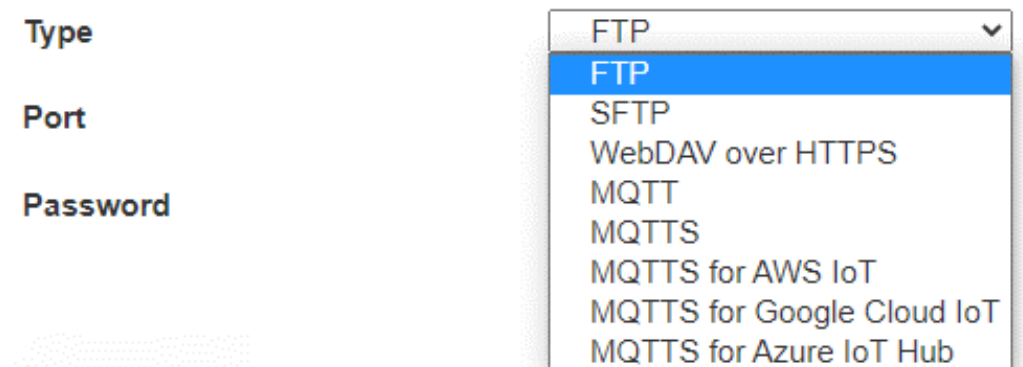 Type
FTP
FTP
SFTP
Port
WebDAV over HTTPS
MQTT
Password
MQTTS
MQTTS for AWS IoT
MQTTS for Google Cloud IoT
MQTTS for Azure IoT Hub